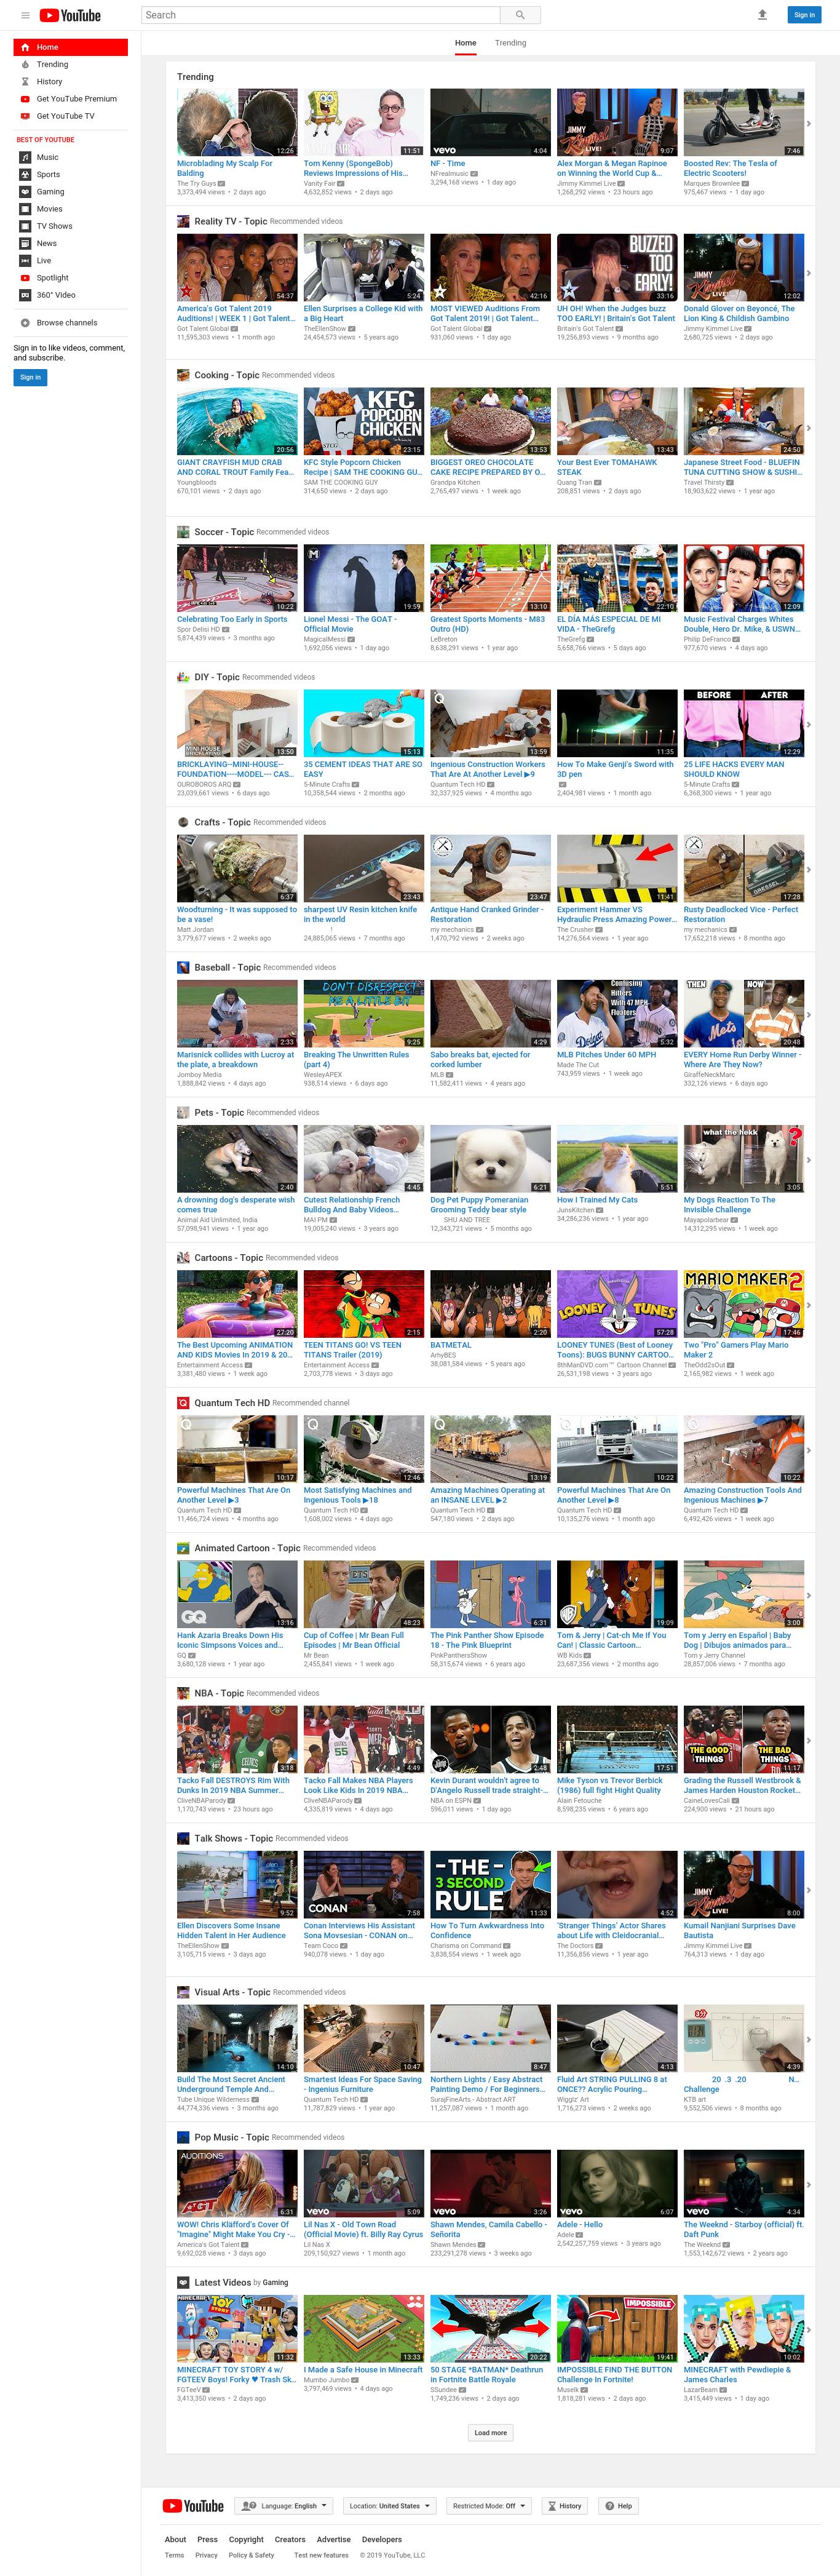 YouTube
Search
Sign in
Home
Trending
History
Get YouTube Premium
Get YouTube TV
BEST OF YOUTUBE
Music
Sports
Gaming
Movies
TV Shows
News
Live
Spotlight
360° Video
Browse channels
Sign in to like videos, comment,
and subscribe.
Sign in
Home Trending
Trending
12:26 11:51 vevo 4:04 JIMMY KIMMEL LIVE! 9:07 7:46
Microblading My Scalp For
Balding
The Try Guys
3,373,494 views • 2 days ago
Tom Kenny (SpongeBob)
Reviews Impressions of His...
Vanity Fair
4,632,852 views • 2 days ago
NF - Time
NFrealmusic
3,294,168 views • 1 day ago
Alex Morgan & Megan Rapinoe
on Winning the World Cup &...
Jimmy Kimmel Live
1,268,292 views • 23 hours ago
Boosted Rev: The Tesla of
Electric Scooters!
Marques Brownlee
975,467 views • 1 day ago
Reality TV - Topic Recommended videos
54:37 5:24 42:16 BUZZED TOO EARLY! 33:16 JIMMY KIMMEL LIVE! 12:02
America's Got Talent 2019
Auditions! | WEEK 1 | Got Talent...
Got Talent Global
11,595,303 views • 1 month ago
Ellen Surprises a College Kid with
a Big Heart
TheEllenShow
24,454,573 views • 5 years ago
MOST VIEWED Auditions From
Got Talent 2019! | Got Talent...
Got Talent Global
931,060 views • 1 day ago
UH OH! When the Judges buzz
TOO EARLY! | Britain's Got Talent
Britain's Got Talent
19,256,893 views • 9 months ago
Donald Glover on Beyoncé, The
Lion King & Childish Gambino
Jimmy Kimmel Live
2,680,725 views • 2 days ago
Cooking - Topic Recommended videos
20:56 KFC POPCORN CHICKEN 23:15 13:53 13:43 24:50
GIANT CRAYFISH MUD CRAB
AND CORAL TROUT Family Fea...
Youngbloods
670,101 views • 2 days ago
KFC Style Popcorn Chicken
Recipe | SAM THE COOKING GU...
SAM THE COOKING GUY
314,650 views • 2 days ago
BIGGEST OREO CHOCOLATE
CAKE RECIPE PREPARED BY O...
Grandpa Kitchen
2,765,497 views • 1 week ago
Your Best Ever TOMAHAWK
STEAK
Quang Tran
208,851 views • 2 days ago
Japanese Street Food - BLUEFIN
TUNA CUTTING SHOW & SUSHI...
Travel Thirsty
18,903,622 views • 1 year ago
Soccer - Topic Recommended videos
10:22 19:59 13:10 22:10 12:09
Celebrating Too Early in Sports
Spor Delisi HD
5,874,439 views • 3 months ago
Lionel Messi - The GOAT -
Official Movie
MagicalMessi
1,692,056 views • 1 day ago
Greatest Sports Moments - M83
Outro (HD)
LeBreton
8,638,291 views • 1 year ago
EL DÍA MÁS ESPECIAL DE MI
VIDA - TheGrefg
TheGrefg
5,658,766 views • 5 days ago
Music Festival Charges Whites
Double, Hero Dr. Mike, & USWN...
Philip DeFranco
977,670 views • 4 days ago
DIY - Topic Recommended videos
MINI HOUSE BRICKLAYING 13:50 15:13 13:59 11:35 BEFORE AFTER 12:29
BRICKLAYING--MINI-HOUSE--
FOUNDATION----MODEL--- CAS...
OUROBOROS ARQ
23,039,661 views • 6 days ago
35 CEMENT IDEAS THAT ARE SO
EASY
5-Minute Crafts
10,358,544 views • 2 months ago
Ingenious Construction Workers
That Are At Another Level ▶9
Quantum Tech HD
32,337,925 views • 4 months ago
How To Make Genji's Sword with
3D pen
2,404,981 views • 1 month ago
25 LIFE HACKS EVERY MAN
SHOULD KNOW
5-Minute Crafts
6,368,300 views • 1 year ago
Crafts - Topic Recommended videos
6:37 23:43 23:47 11:41 17:28
Woodturning - It was supposed to
be a vase!
Matt Jordan
3,779,677 views • 2 weeks ago
sharpest UV Resin kitchen knife
in the world
!
24,885,065 views • 7 months ago
Antique Hand Cranked Grinder -
Restoration
my mechanics
1,470,792 views • 2 weeks ago
Experiment Hammer VS
Hydraulic Press Amazing Power...
The Crusher
14,276,564 views • 1 year ago
Rusty Deadlocked Vice - Perfect
Restoration
my mechanics
17,652,218 views • 8 months ago
Baseball - Topic Recommended videos
2:33 DON'T DISRESPECT ME A LITTLE BIT 9:25 4:29 Confusing Hitters With 47 MPH Floaters 5:32 THEN NOW 20:48
Marisnick collides with Lucroy at
the plate, a breakdown
Jomboy Media
1,888,842 views • 4 days ago
Breaking The Unwritten Rules
(part 4)
WesleyAPEX
938,514 views • 6 days ago
Sabo breaks bat, ejected for
corked lumber
MLB
11,582,411 views • 4 years ago
MLB Pitches Under 60 MPH
Made The Cut
743,959 views • 1 week ago
EVERY Home Run Derby Winner -
Where Are They Now?
GiraffeNeckMarc
332,126 views • 6 days ago
Pets - Topic Recommended videos
2:40 4:45 6:21 5:51 what the hekk ? 3:05
A drowning dog's desperate wish
comes true
Animal Aid Unlimited, India
57,098,941 views • 1 year ago
Cutest Relationship French
Bulldog And Baby Videos...
MAI PM
19,005,240 views • 3 years ago
Dog Pet Puppy Pomeranian
Grooming Teddy bear style
SHU AND TREE
12,343,721 views • 5 months ago
How I Trained My Cats
JunsKitchen
34,286,236 views • 1 year ago
My Dogs Reaction To The
Invisible Challenge
Mayapolarbear
14,312,295 views • 1 week ago
Cartoons - Topic Recommended videos
27:20 2:15 2:20 LOONEY TUNES 57:28 MARIO MAKER 2 17:46
The Best Upcoming ANIMATION
AND KIDS Movies In 2019 & 20...
Entertainment Access
3,381,480 views • 1 week ago
TEEN TITANS GO! VS TEEN
TITANS Trailer (2019)
Entertainment Access
2,703,778 views • 3 days ago
BATMETAL
ArhyBES
38,081,584 views • 5 years ago
LOONEY TUNES (Best of Looney
Toons): BUGS BUNNY CARTOO...
8thManDVD.com™ Cartoon Channel
26,531,198 views • 3 years ago
Two "Pro" Gamers Play Mario
Maker 2
TheOdd2sOut
2,165,982 views • 1 week ago
Quantum Tech HD Recommended channel
10:17 12:46 13:19 10:22 10:22
Powerful Machines That Are On
Another Level ▶3
Quantum Tech HD
11,466,724 views • 4 months ago
Most Satisfying Machines and
Ingenious Tools ▶18
Quantum Tech HD
1,608,002 views • 4 days ago
Amazing Machines Operating at
an INSANE LEVEL ▶2
Quantum Tech HD
547,180 views • 2 days ago
Powerful Machines That Are On
Another Level ▶8
Quantum Tech HD
10,135,276 views • 1 month ago
Amazing Construction Tools And
Ingenious Machines ▶7
Quantum Tech HD
6,492,426 views • 1 week ago
Animated Cartoon - Topic Recommended videos
GQ 13:16 48:23 6:31 19:09 3:00
Hank Azaria Breaks Down His
Iconic Simpsons Voices and...
GQ
3,680,128 views • 1 year ago
Cup of Coffee | Mr Bean Full
Episodes | Mr Bean Official
Mr Bean
2,455,841 views • 1 week ago
The Pink Panther Show Episode
18 - The Pink Blueprint
PinkPanthersShow
58,315,674 views • 6 years ago
Tom & Jerry | Cat-ch Me If You
Can! | Classic Cartoon...
WB Kids
23,687,356 views • 2 months ago
Tom y Jerry en Español | Baby
Dog | Dibujos animados para...
Tom y Jerry Channel
28,857,006 views • 7 months ago
NBA - Topic Recommended videos
3:18 55 4:49 2:48 17:51 THE GOOD THINGS THE BAD THINGS 11:17
Tacko Fall DESTROYS Rim With
Dunks In 2019 NBA Summer...
CliveNBAParody
1,170,743 views • 23 hours ago
Tacko Fall Makes NBA Players
Look Like Kids In 2019 NBA...
CliveNBAParody
4,335,819 views • 4 days ago
Kevin Durant wouldn't agree to
D'Angelo Russell trade straight-...
NBA on ESPN
596,011 views • 1 day ago
Mike Tyson vs Trevor Berbick
(1986) full fight Hight Quality
Alain Fetouche
8,598,235 views • 6 years ago
Grading the Russell Westbrook &
James Harden Houston Rocket...
CaineLovesCali
224,900 views • 21 hours ago
Talk Shows - Topic Recommended videos
9:52 CONAN 7:58 -THE- 3 SECOND RULE 11:33 4:52 JIMMY KIMMEL LIVE! 8:00
Ellen Discovers Some Insane
Hidden Talent in Her Audience
TheEllenShow
3,105,715 views • 3 days ago
Conan Interviews His Assistant
Sona Movsesian - CONAN on...
Team Coco
940,078 views • 1 day ago
How To Turn Awkwardness Into
Confidence
Charisma on Command
3,838,554 views • 1 week ago
'Stranger Things' Actor Shares
about Life with Cleidocranial...
The Doctors
11,356,856 views • 1 year ago
Kumail Nanjiani Surprises Dave
Bautista
Jimmy Kimmel Live
764,313 views • 1 day ago
Visual Arts - Topic Recommended videos
14:10 10:47 8:47 4:13 4:39
Build The Most Secret Ancient
Underground Temple And...
Tube Unique Wilderness
44,774,336 views • 3 months ago
Smartest Ideas For Space Saving
- Ingenius Furniture
Quantum Tech HD
11,787,829 views • 1 year ago
Northern Lights / Easy Abstract
Painting Demo / For Beginners...
SurajFineArts - Abstract ART
11,257,087 views • 1 month ago
Fluid Art STRING PULLING 8 at
ONCE?? Acrylic Pouring...
Wigglz' Art
1,716,273 views • 2 weeks ago
20 .3 .20 N...
Challenge
KTB art
9,552,506 views • 8 months ago
Pop Music - Topic Recommended videos
AUDITIONS AGT 6:31 vevo 5:09 vevo 3:26 vevo 6:07 vevo 4:34
WOW! Chris Kläfford's Cover Of
"Imagine" Might Make You Cry -...
America's Got Talent
9,692,028 views • 3 days ago
Lil Nas X - Old Town Road
(Official Movie) ft. Billy Ray Cyrus
Lil Nas X
209,150,927 views • 1 month ago
Shawn Mendes, Camila Cabello -
Señorita
Shawn Mendes
233,291,278 views • 3 weeks ago
Adele - Hello
Adele
2,542,257,759 views • 3 years ago
The Weeknd - Starboy (official) ft.
Daft Punk
The Weeknd
1,553,142,672 views • 2 years ago
Latest Videos by Gaming
TOY STORY 11:32 13:33 20:22 IMPOSSIBLE 19:41 10:02
MINECRAFT TOY STORY 4 w/
FGTEEV Boys! Forky ♥ Trash Sk...
FGTeeV
3,413,350 views • 2 days ago
I Made a Safe House in Minecraft
Mumbo Jumbo
3,797,469 views • 4 days ago
50 STAGE *BATMAN* Deathrun
in Fortnite Battle Royale
SSundee
1,749,236 views • 2 days ago
IMPOSSIBLE FIND THE BUTTON
Challenge In Fortnite!
Muselk
1,818,281 views • 2 days ago
MINECRAFT with Pewdiepie &
James Charles
LazarBeam
3,415,449 views • 1 day ago
Load more
YouTube Language: English Location: United States Restricted Mode: Off History Help
About Press Copyright Creators Advertise Developers
Terms Privacy Policy & Safety Test new features © 2019 YouTube, LLC